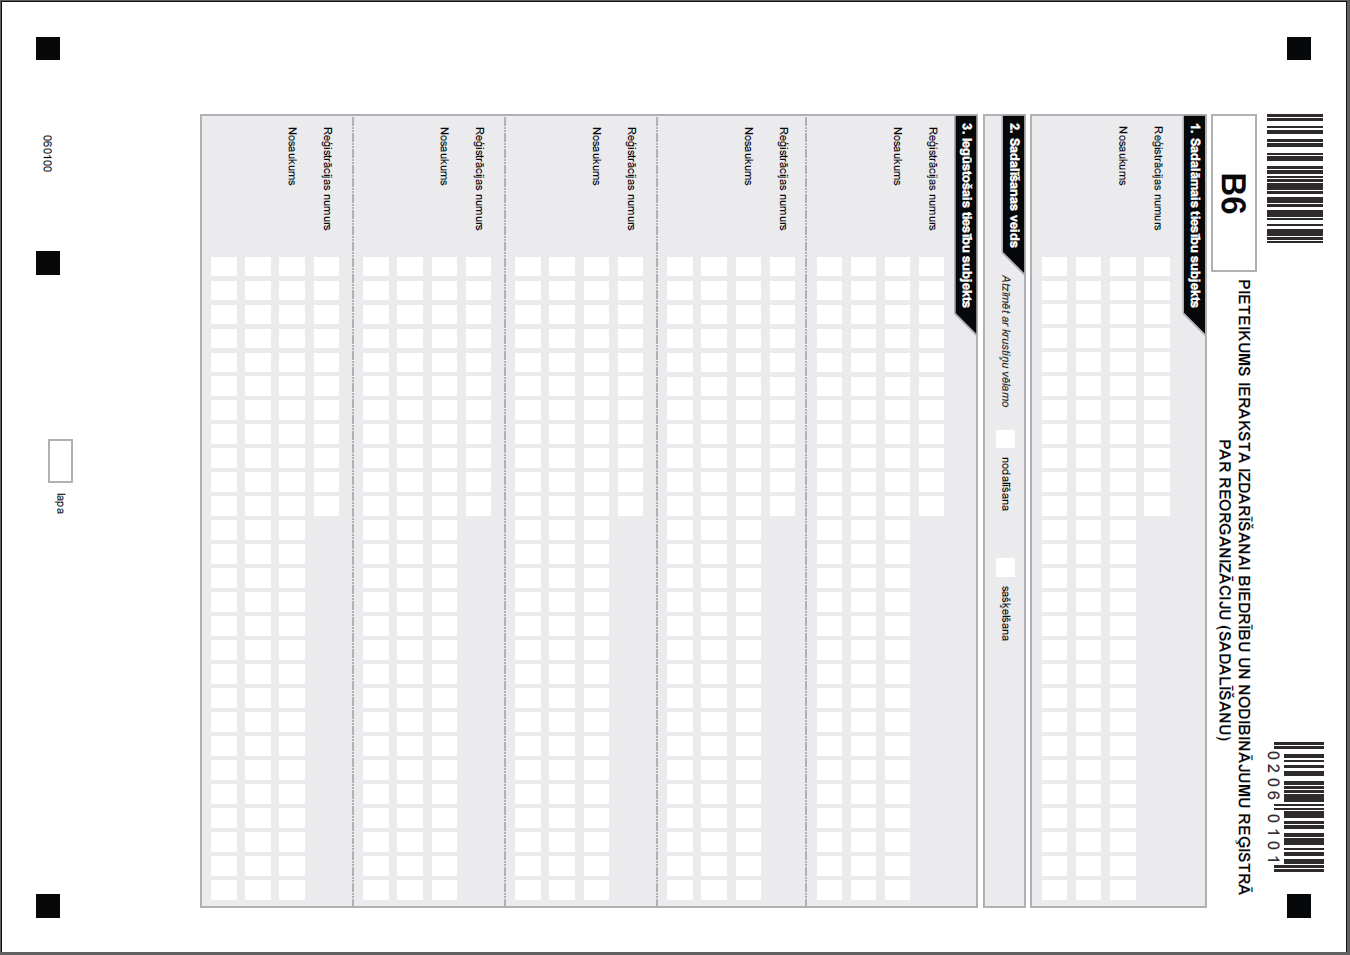 0206 0101
B6
PIETEIKUMS IERAKSTA IZDARĪŠANAI BIEDRĪBU UN NODIBINĀJUMU REĢISTRĀ
PAR REORGANIZĀCIJU (SADALĪŠANU)
1. Sadalāmais tiesību subjekts
Reģistrācijas numurs
Nosaukums
2. Sadalīšanas veids
Atzīmēt ar krustiņu vēlamo
nodalīšana
sašķelšana
3. Iegūstošais tiesību subjekts
Reģistrācijas numurs
Nosaukums
Reģistrācijas numurs
Nosaukums
Reģistrācijas numurs
Nosaukums
Reģistrācijas numurs
Nosaukums
Reģistrācijas numurs
Nosaukums
060100
lapa